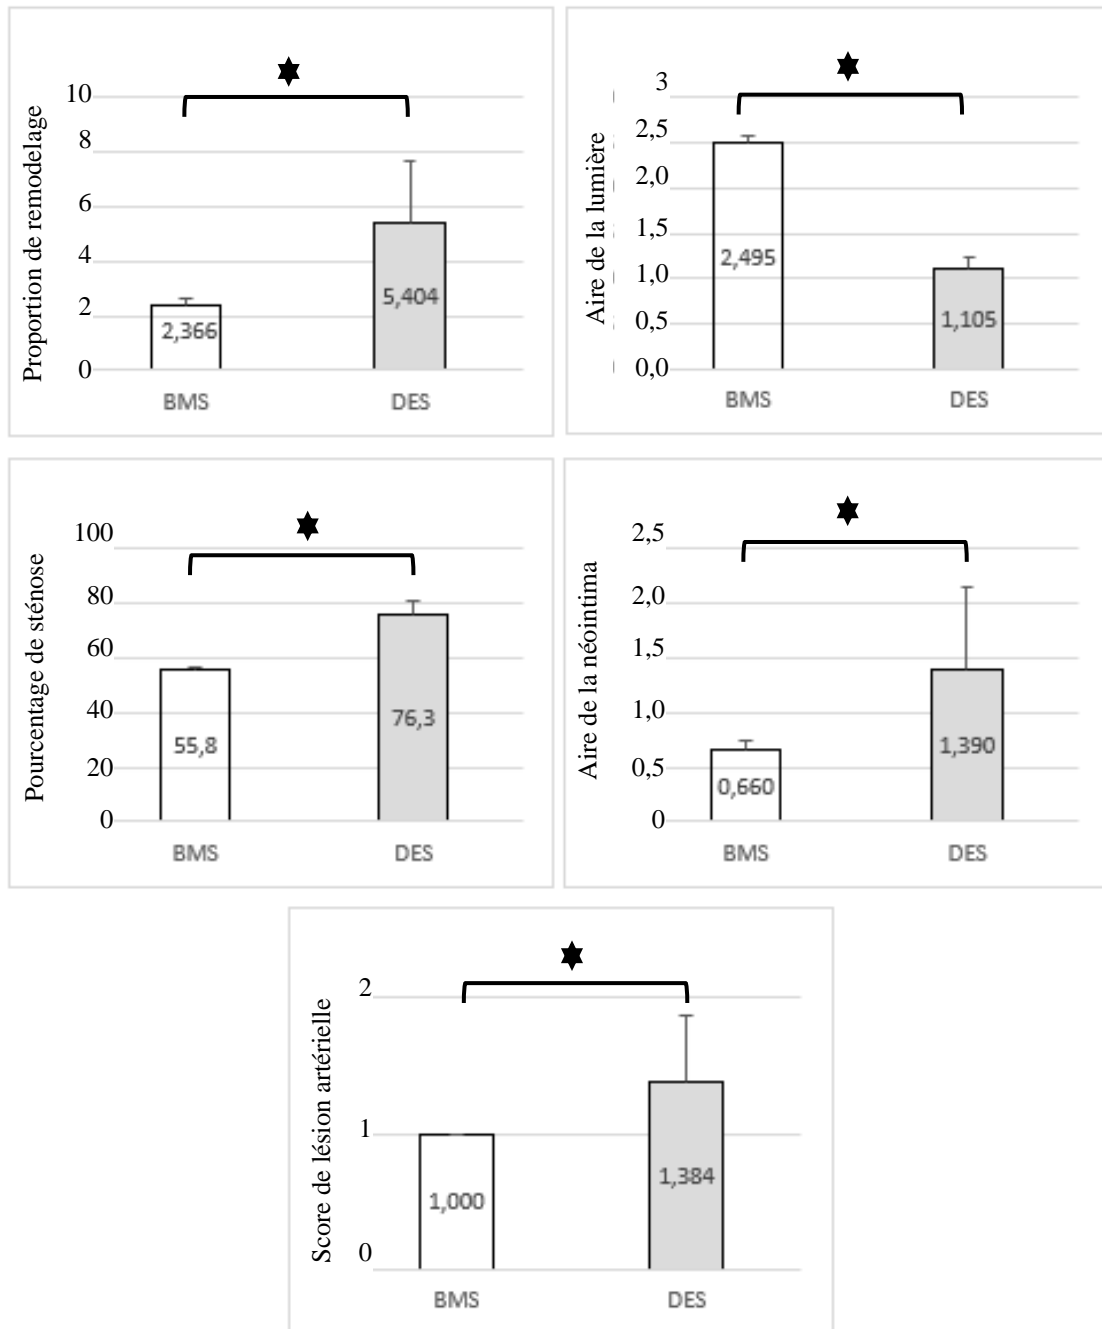 Proportion de remodelage
10
8
6
4
2
0
2,366
5,404
BMS
DES
Aire de la lumière
3
2,5
2,0
1,5
1,0
0,5
0,0
2,495
1,105
BMS
DES
Pourcentage de sténose
100
80
60
40
20
0
55,8
76,3
BMS
DES
Aire de la néointima
2,5
2,0
1,5
1,0
0,5
0
0,660
1,390
BMS
DES
Score de lésion artérielle
2
1
0
1,000
1,384
BMS
DES